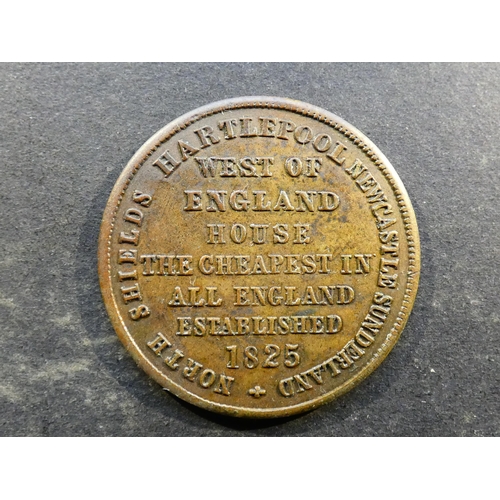 NORTH SHIELDS HARTLEPOOL NEWCASTLE SUNDERLAND
WEST OF
ENGLAND
HOUSE
THE CHEAPEST IN
ALL ENGLAND
ESTABLISHED
1825